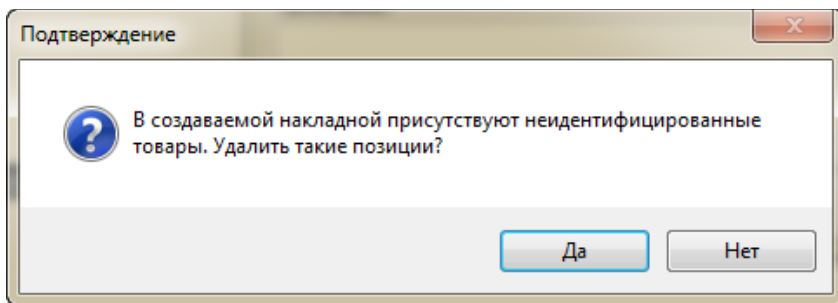 Подтверждение
В создаваемой накладной присутствуют неидентифицированные
товары. Удалить такие позиции?
Да
Нет